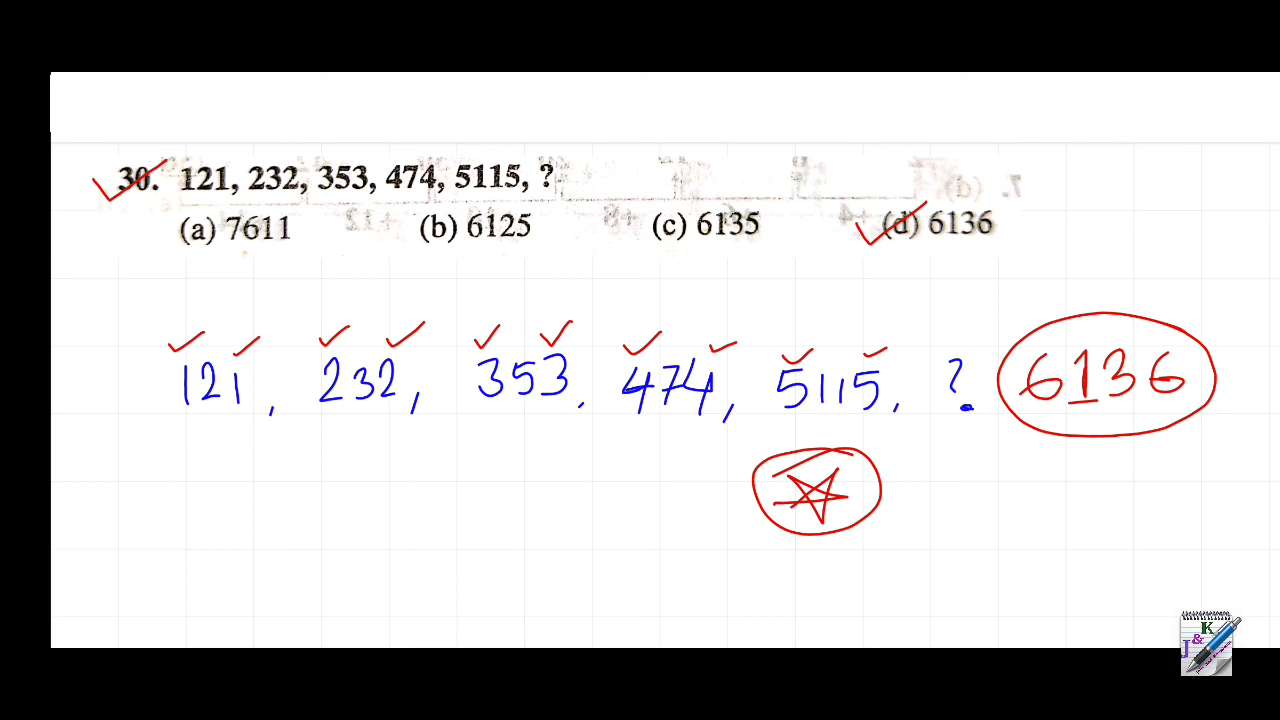 30. 121, 232, 353, 474, 5115, ?
(a) 7611 (b) 6125 (c) 6135 (d) 6136
121, 232, 353, 474, 5115, ? 6136
J & K